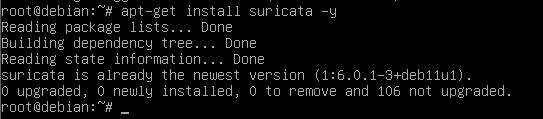 root@debian:~# apt-get install suricata -y
Reading package lists... Done
Building dependency tree... Done
Reading state information... Done
suricata is already the newest version (1:6.0.1-3+deb11u1).
0 upgraded, 0 newly installed, 0 to remove and 106 not upgraded.
root@debian:~# _